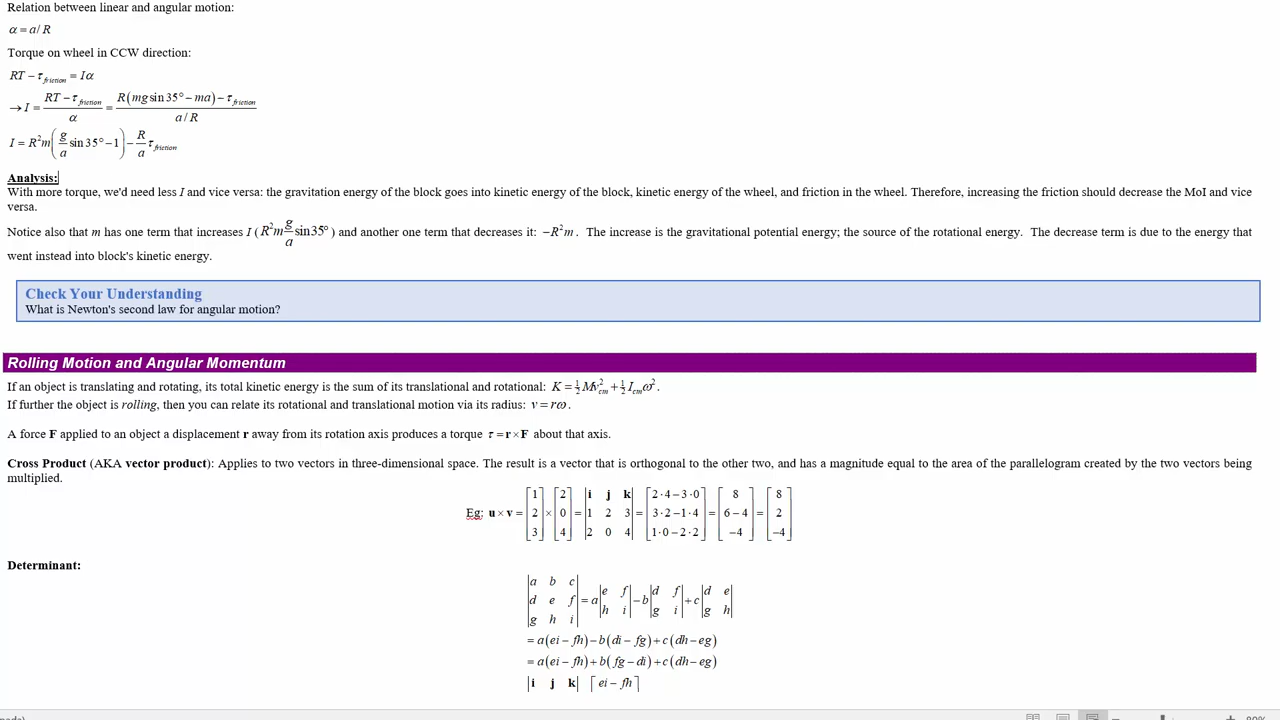 Relation between linear and angular motion:
α = a/R
Torque on wheel in CCW direction:
RT − τ_friction = Iα
→ I = (RT − τ_friction)/α = (R(mg sin 35° − ma) − τ_friction)/(a/R)
I = R²m(g/a sin 35° − 1) − R/a τ_friction
Analysis:
With more torque, we'd need less I and vice versa: the gravitation energy of the block goes into kinetic energy of the block, kinetic energy of the wheel, and friction in the wheel. Therefore, increasing the friction should decrease the MoI and vice
versa.
Notice also that m has one term that increases I ( R²m g/a sin35° ) and another one term that decreases it: −R²m . The increase is the gravitational potential energy; the source of the rotational energy. The decrease term is due to the energy that
went instead into block's kinetic energy.
Check Your Understanding
What is Newton's second law for angular motion?
Rolling Motion and Angular Momentum
If an object is translating and rotating, its total kinetic energy is the sum of its translational and rotational: K = ½Mv²_cm + ½I_cm ω² .
If further the object is rolling, then you can relate its rotational and translational motion via its radius: v = rω .
A force F applied to an object a displacement r away from its rotation axis produces a torque τ = r × F about that axis.
Cross Product (AKA vector product): Applies to two vectors in three-dimensional space. The result is a vector that is orthogonal to the other two, and has a magnitude equal to the area of the parallelogram created by the two vectors being
multiplied.
Eg: u × v = [1 2 3] × [2 0 4] = |i j k; 1 2 3; 2 0 4| = [2·4 − 3·0; 3·2 − 1·4; 1·0 − 2·2] = [8; 6 − 4; −4] = [8; 2; −4]
Determinant:
|a b c; d e f; g h i| = a|e f; h i| − b|d f; g i| + c|d e; g h|
= a(ei − fh) − b(di − fg) + c(dh − eg)
= a(ei − fh) + b(fg − di) + c(dh − eg)
|i j k| [ei − fh]
80%